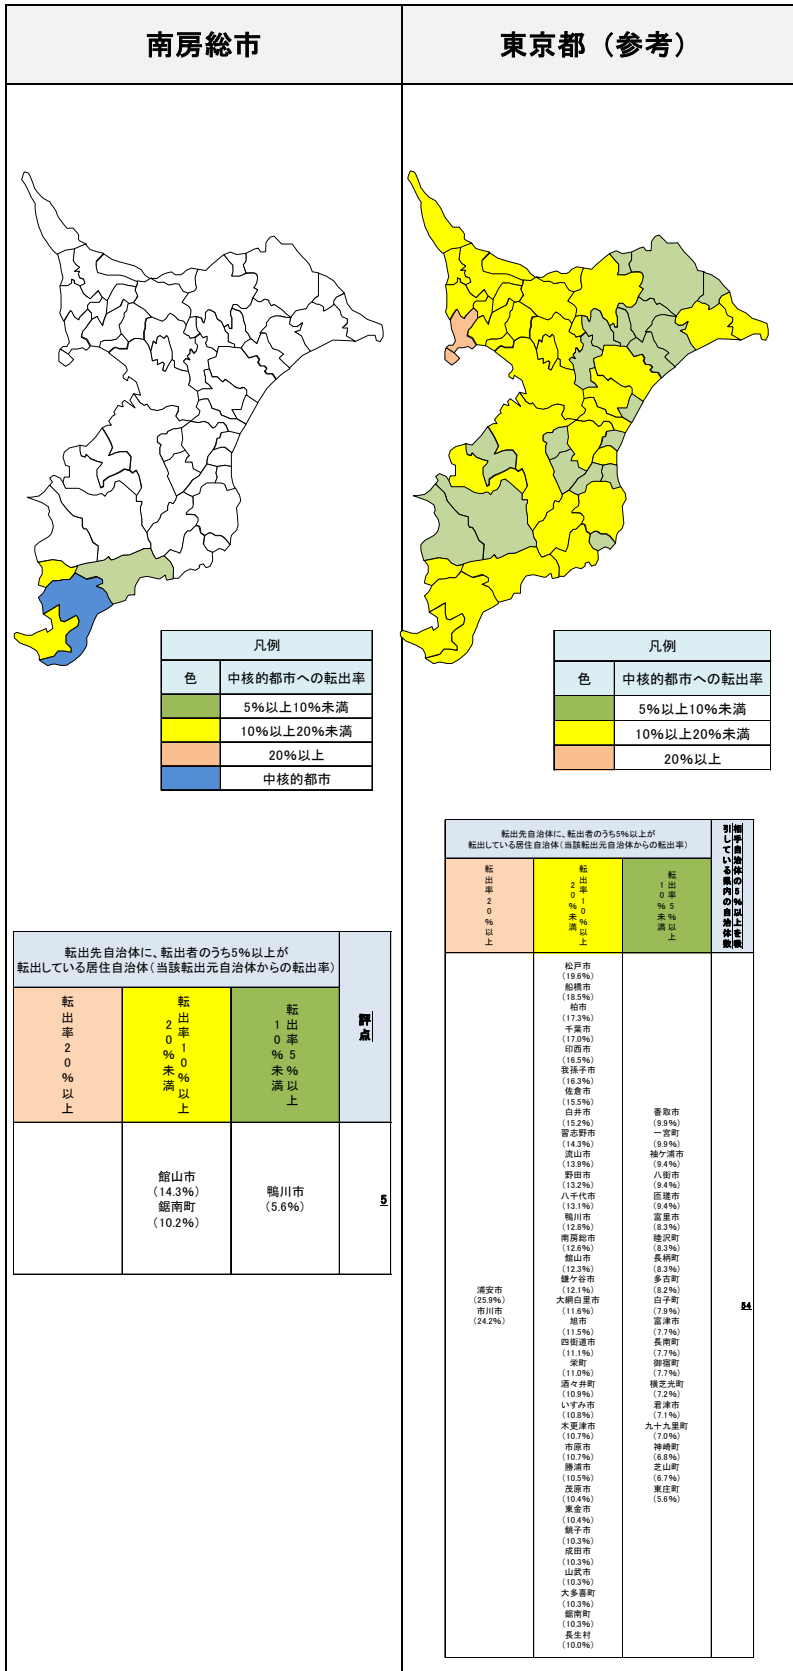 南房総市
凡例
色 中核的都市への転出率
5%以上10%未満
10%以上20%未満
20%以上
中核的都市
転出先自治体に、転出者のうち5%以上が
転出している居住自治体(当該転出元自治体からの転出率)
転出率20%以上
転出率10%以上
20%未満
転出率5%以上
10%未満
評点
館山市
(14.3%)
鋸南町
(10.2%)
鴨川市
(5.6%)
5
東京都(参考)
凡例
色 中核的都市への転出率
5%以上10%未満
10%以上20%未満
20%以上
転出先自治体に、転出者のうち5%以上が
転出している居住自治体(当該転出元自治体からの転出率)
転出率20%以上
転出率10%以上
20%未満
転出率5%以上
10%未満
相手自治体の5%以上を吸
引している県内の自治体数
浦安市
(25.9%)
市川市
(24.2%)
松戸市
(19.6%)
船橋市
(18.5%)
柏市
(17.3%)
千葉市
(17.0%)
印西市
(16.5%)
我孫子市
(16.3%)
佐倉市
(15.5%)
白井市
(15.2%)
習志野市
(14.3%)
流山市
(13.9%)
野田市
(13.2%)
八千代市
(13.1%)
鴨川市
(12.8%)
南房総市
(12.6%)
館山市
(12.3%)
鎌ケ谷市
(12.1%)
大網白里市
(11.6%)
旭市
(11.5%)
四街道市
(11.1%)
栄町
(11.0%)
酒々井町
(10.9%)
いすみ市
(10.8%)
木更津市
(10.7%)
市原市
(10.7%)
勝浦市
(10.5%)
茂原市
(10.4%)
東金市
(10.4%)
銚子市
(10.3%)
成田市
(10.3%)
山武市
(10.3%)
大多喜町
(10.3%)
鋸南町
(10.3%)
長生村
(10.0%)
香取市
(9.9%)
一宮町
(9.9%)
袖ケ浦市
(9.4%)
八街市
(9.4%)
匝瑳市
(9.4%)
富里市
(8.3%)
睦沢町
(8.3%)
長柄町
(8.3%)
多古町
(8.2%)
白子町
(7.9%)
富津市
(7.7%)
長南町
(7.7%)
御宿町
(7.7%)
横芝光町
(7.2%)
君津市
(7.1%)
九十九里町
(7.0%)
神崎町
(6.8%)
芝山町
(6.7%)
東庄町
(5.6%)
54